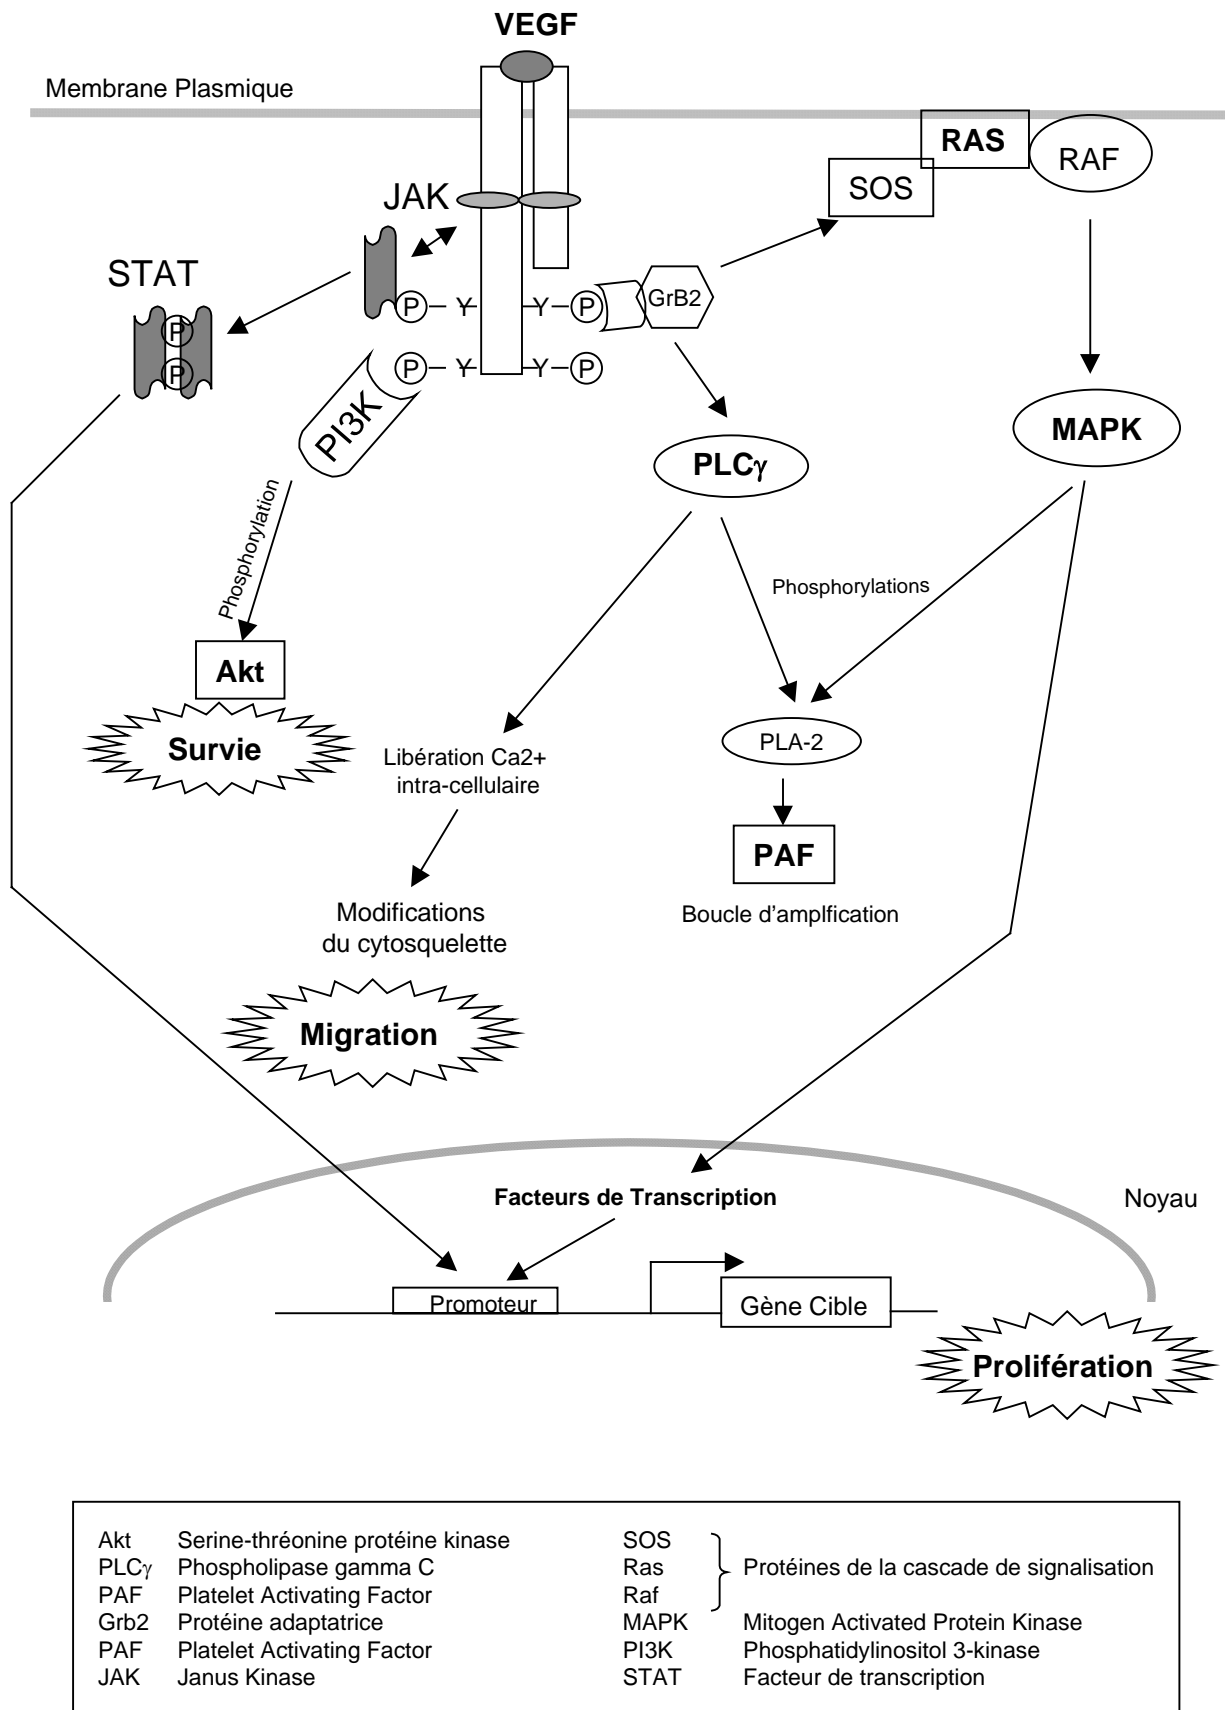 VEGF
Membrane Plasmique
RAS
RAF
SOS
JAK
STAT
GrB2
P
Y
Y
P
P
P
P
Y
Y
P
PI3K
MAPK
PLCγ
Phosphorylation
Phosphorylations
Akt
Survie
PLA-2
Libération Ca2+
intra-cellulaire
PAF
Modifications
du cytosquelette
Boucle d'amplfication
Migration
Facteurs de Transcription
Noyau
Promoteur
Gène Cible
Prolifération
Akt Serine-thréonine protéine kinase
PLCγ Phospholipase gamma C
PAF Platelet Activating Factor
Grb2 Protéine adaptatrice
PAF Platelet Activating Factor
JAK Janus Kinase
SOS
Ras Protéines de la cascade de signalisation
Raf
MAPK Mitogen Activated Protein Kinase
PI3K Phosphatidylinositol 3-kinase
STAT Facteur de transcription